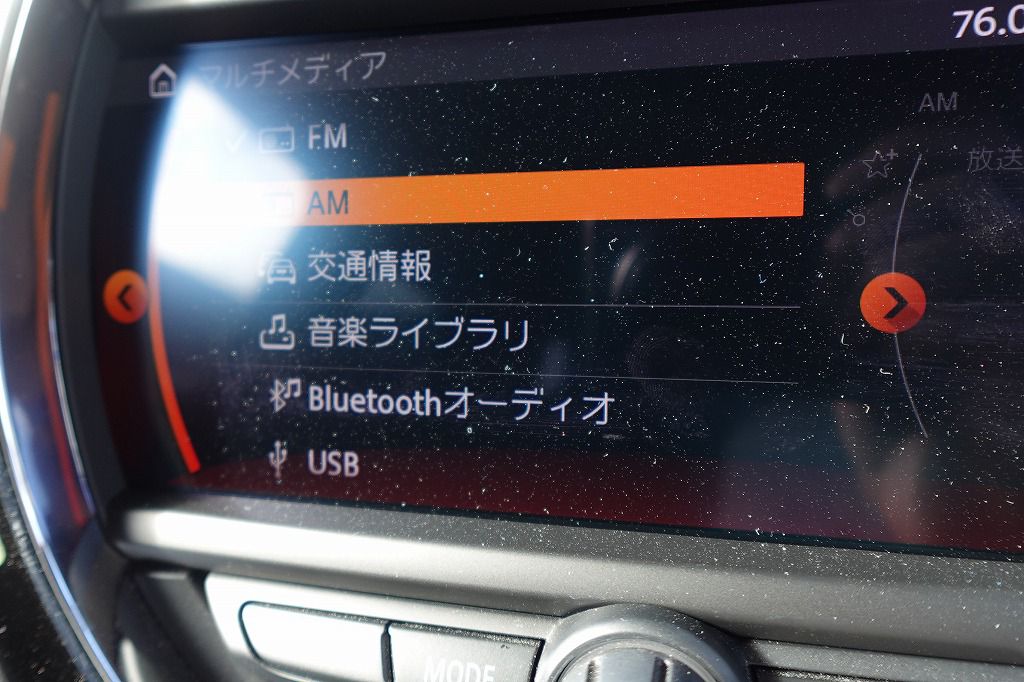 76.0
マルチメディア
FM
AM
交通情報
音楽ライブラリ
Bluetoothオーディオ
USB
AM
放送
MODE